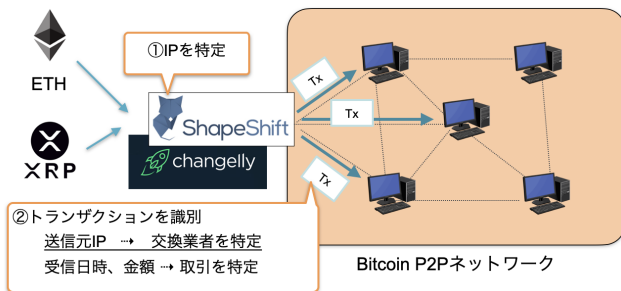 ①IPを特定
ETH
XRP
ShapeShift
changelly
Tx
Tx
Tx
②トランザクションを識別
送信元IP ⇢ 交換業者を特定
受信日時、金額 ⇢ 取引を特定
Bitcoin P2Pネットワーク